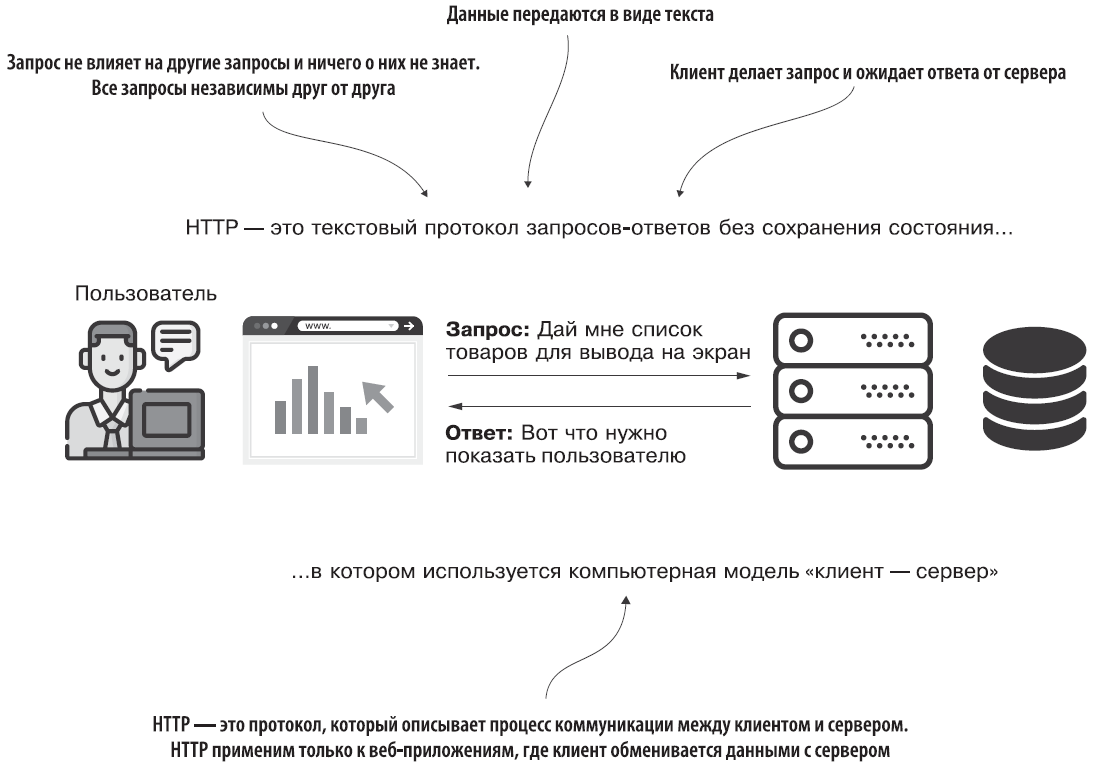 Данные передаются в виде текста
Запрос не влияет на другие запросы и ничего о них не знает.
Все запросы независимы друг от друга
Клиент делает запрос и ожидает ответа от сервера
HTTP — это текстовый протокол запросов-ответов без сохранения состояния...
Пользователь
www.
Запрос: Дай мне список
товаров для вывода на экран
Ответ: Вот что нужно
показать пользователю
...в котором используется компьютерная модель «клиент — сервер»
HTTP — это протокол, который описывает процесс коммуникации между клиентом и сервером.
HTTP применим только к веб-приложениям, где клиент обменивается данными с сервером